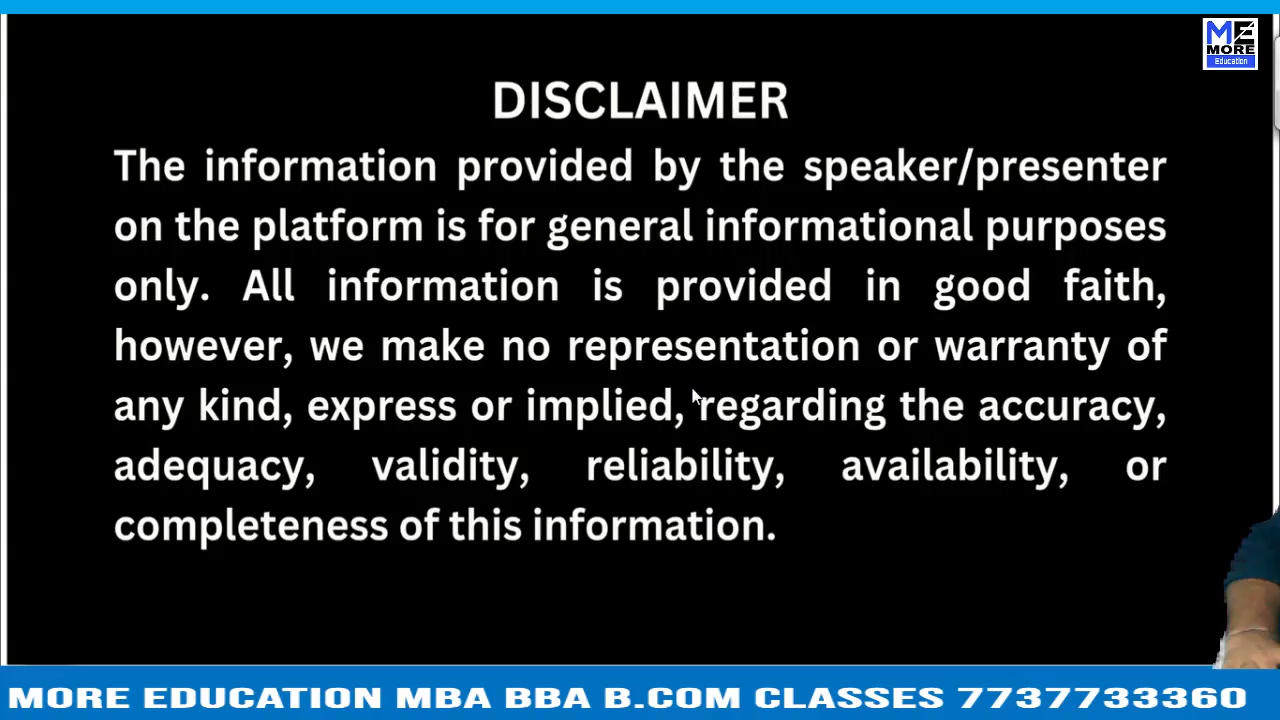 ME
MORE
Education
DISCLAIMER
The information provided by the speaker/presenter
on the platform is for general informational purposes
only. All information is provided in good faith,
however, we make no representation or warranty of
any kind, express or implied, regarding the accuracy,
adequacy, validity, reliability, availability, or
completeness of this information.
MORE EDUCATION MBA BBA B.COM CLASSES 7737733360